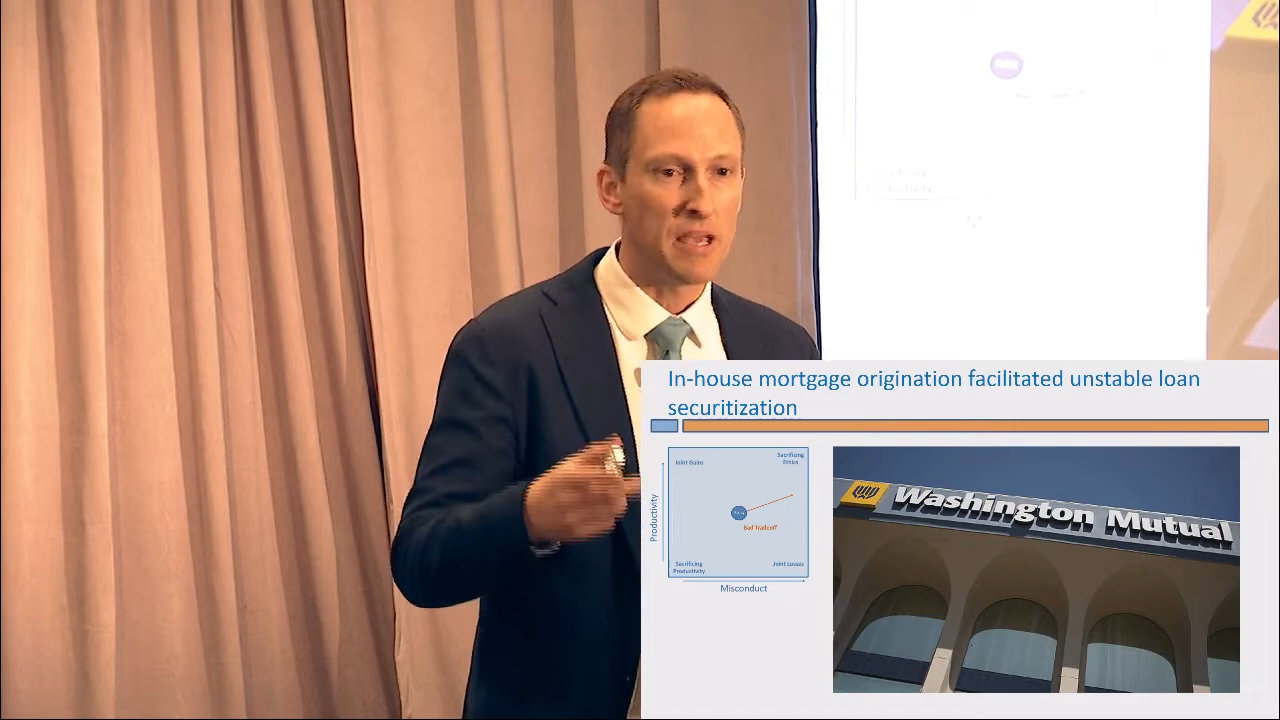 In-house mortgage origination facilitated unstable loan
securitization
Joint Gains
Sacrificing
Ethics
Productivity
Bad Tradeoff
Sacrificing
Productivity
Joint Losses
Misconduct
Washington Mutual